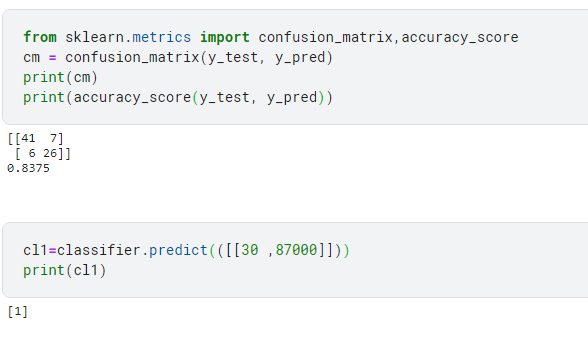 from sklearn.metrics import confusion_matrix,accuracy_score
cm = confusion_matrix(y_test, y_pred)
print(cm)
print(accuracy_score(y_test, y_pred))
[[41  7]
 [ 6 26]]
0.8375
cl1=classifier.predict(([[30 ,87000]]))
print(cl1)
[1]